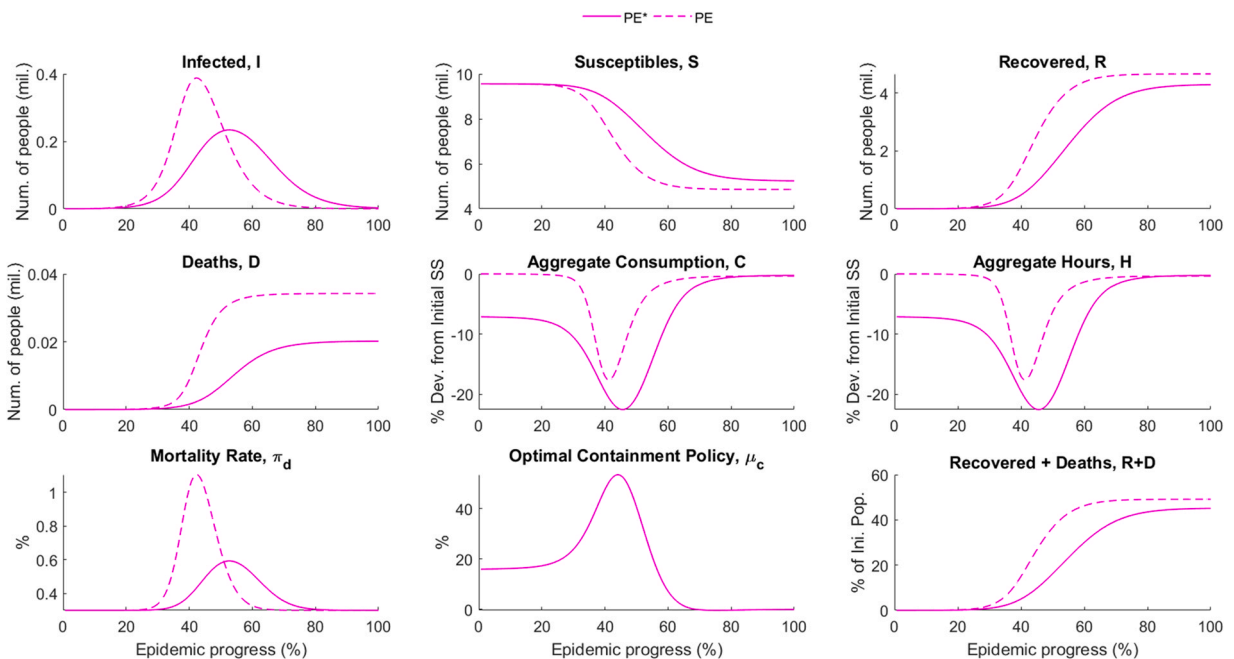 PE* PE
Infected, I
Num. of people (mil.)
0.4
0.2
0
0 20 40 60 80 100
Susceptibles, S
Num. of people (mil.)
10
8
6
4
0 20 40 60 80 100
Recovered, R
Num. of people (mil.)
4
2
0
0 20 40 60 80 100
Deaths, D
Num. of people (mil.)
0.04
0.02
0
0 20 40 60 80 100
Aggregate Consumption, C
% Dev. from Initial SS
0
-10
-20
0 20 40 60 80 100
Aggregate Hours, H
% Dev. from Initial SS
0
-10
-20
0 20 40 60 80 100
Mortality Rate, π_d
%
1
0.8
0.6
0.4
0 20 40 60 80 100
Epidemic progress (%)
Optimal Containment Policy, μ_c
%
40
20
0
0 20 40 60 80 100
Epidemic progress (%)
Recovered + Deaths, R+D
% of Ini. Pop.
60
40
20
0
0 20 40 60 80 100
Epidemic progress (%)